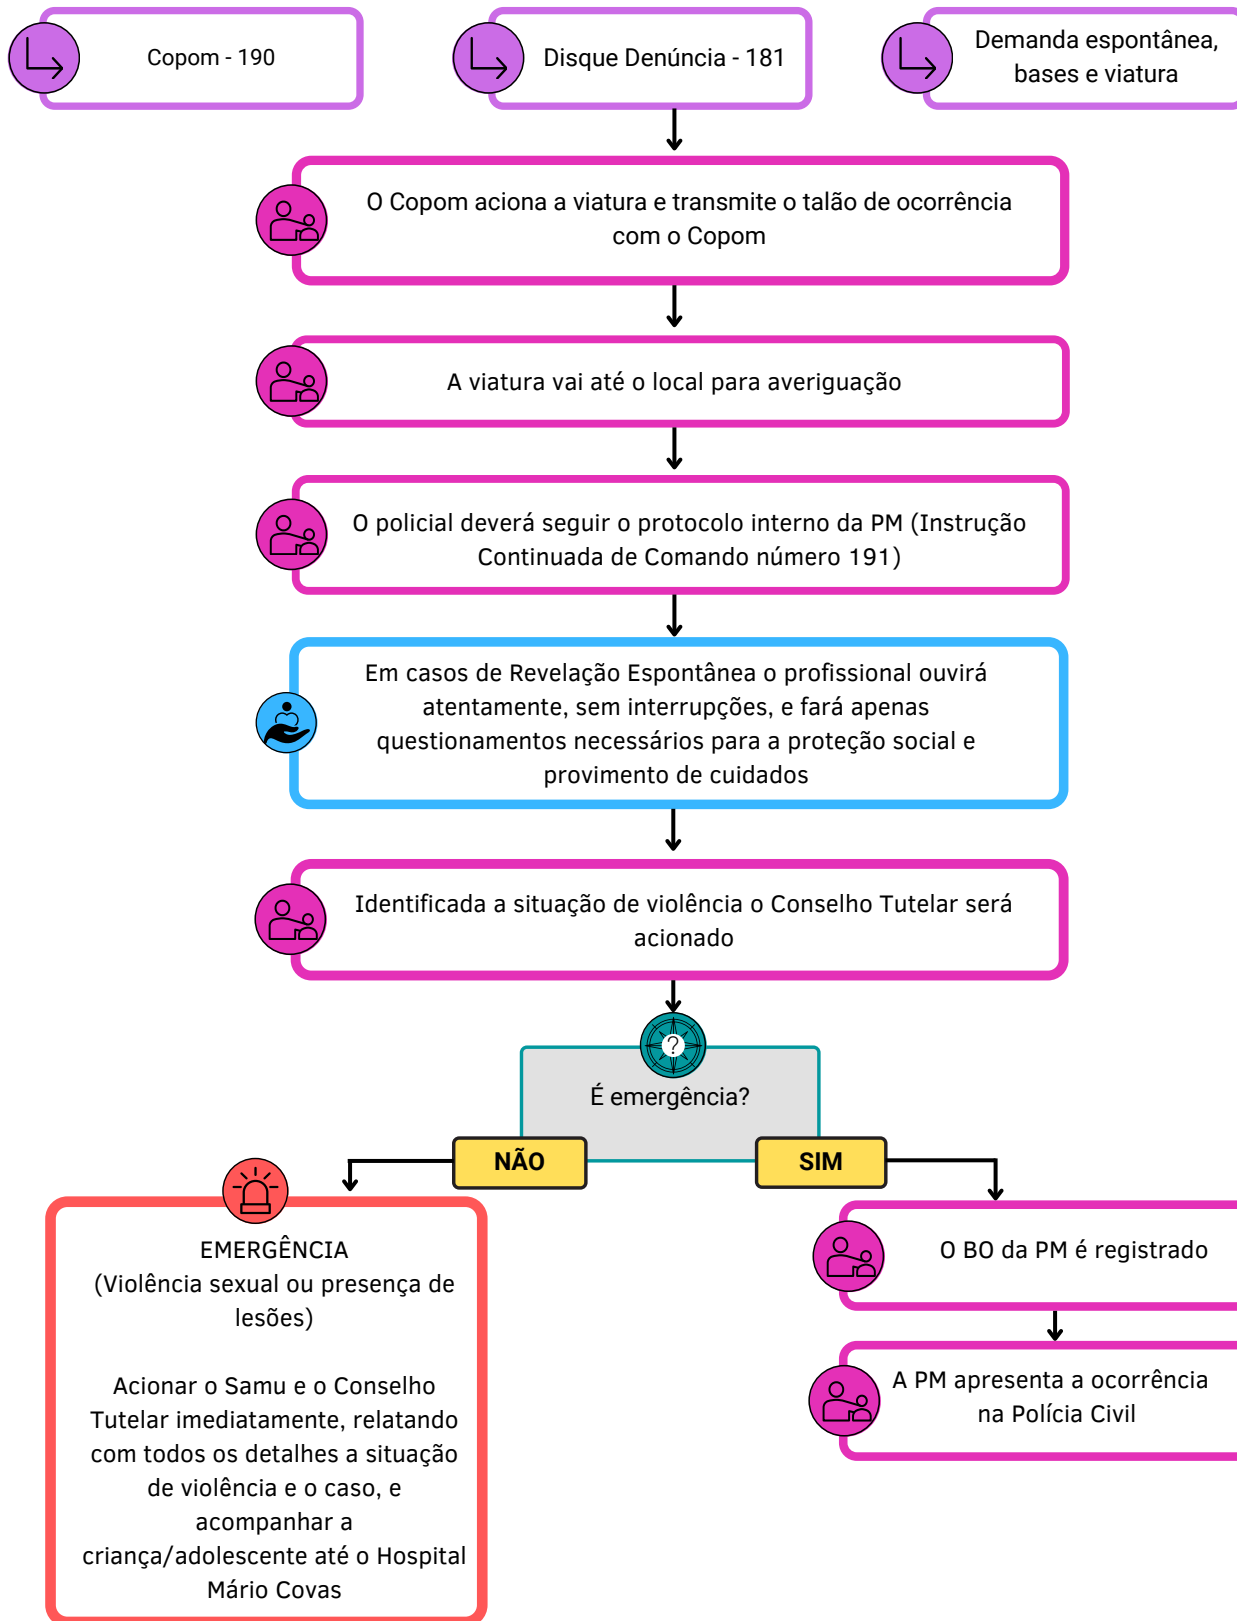 Copom - 190
Disque Denúncia - 181
Demanda espontânea,
bases e viatura
O Copom aciona a viatura e transmite o talão de ocorrência
com o Copom
A viatura vai até o local para averiguação
O policial deverá seguir o protocolo interno da PM (Instrução
Continuada de Comando número 191)
Em casos de Revelação Espontânea o profissional ouvirá
atentamente, sem interrupções, e fará apenas
questionamentos necessários para a proteção social e
provimento de cuidados
Identificada a situação de violência o Conselho Tutelar será
acionado
?
É emergência?
NÃO
SIM
EMERGÊNCIA
(Violência sexual ou presença de
lesões)
Acionar o Samu e o Conselho
Tutelar imediatamente, relatando
com todos os detalhes a situação
de violência e o caso, e
acompanhar a
criança/adolescente até o Hospital
Mário Covas
O BO da PM é registrado
A PM apresenta a ocorrência
na Polícia Civil